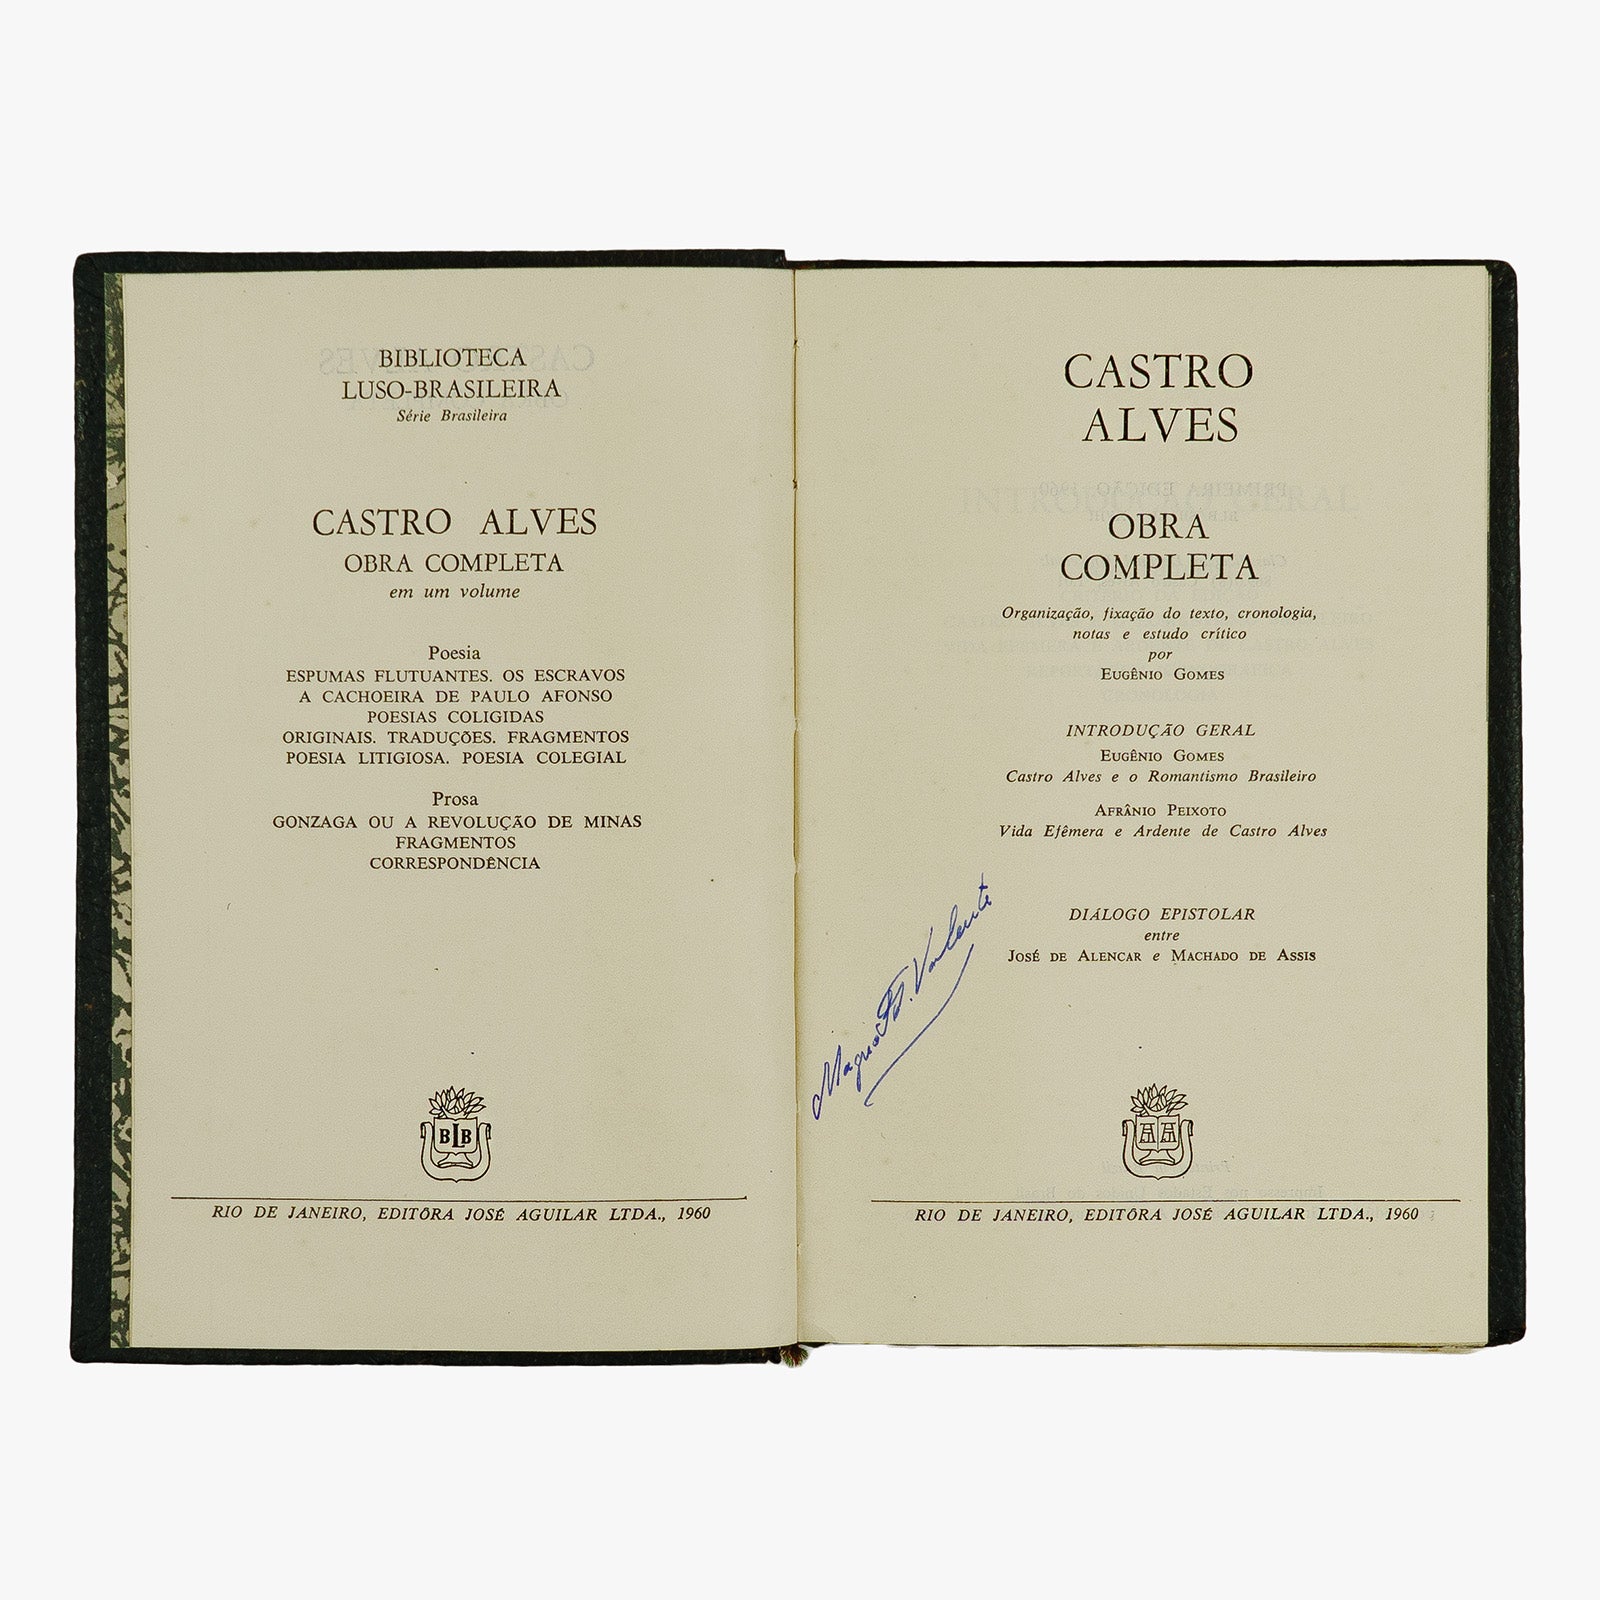 BIBLIOTECA
LUSO-BRASILEIRA
Série Brasileira
CASTRO ALVES
OBRA COMPLETA
em um volume
Poesia
ESPUMAS FLUTUANTES. OS ESCRAVOS
A CACHOEIRA DE PAULO AFONSO
POESIAS COLIGIDAS
ORIGINAIS. TRADUÇÕES. FRAGMENTOS
POESIA LITIGIOSA. POESIA COLEGIAL
Prosa
GONZAGA OU A REVOLUÇÃO DE MINAS
FRAGMENTOS
CORRESPONDÊNCIA
BLB
RIO DE JANEIRO, EDITÔRA JOSÉ AGUILAR LTDA., 1960
CASTRO
ALVES
OBRA
COMPLETA
Organização, fixação do texto, cronologia,
notas e estudo crítico
por
EUGÊNIO GOMES
INTRODUÇÃO GERAL
EUGÊNIO GOMES
Castro Alves e o Romantismo Brasileiro
AFRÂNIO PEIXOTO
Vida Efêmera e Ardente de Castro Alves
DIÁLOGO EPISTOLAR
entre
JOSÉ DE ALENCAR e MACHADO DE ASSIS
Valente
RIO DE JANEIRO, EDITÔRA JOSÉ AGUILAR LTDA., 1960